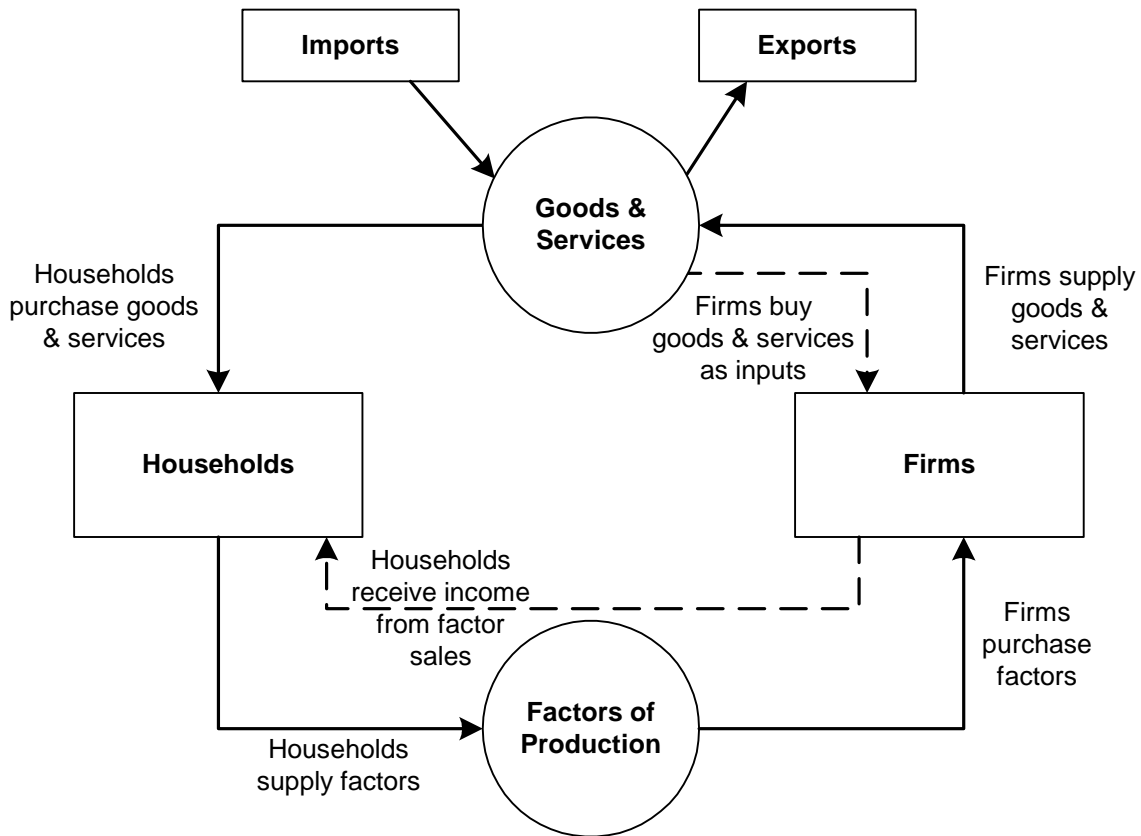 Imports
Exports
Goods &
Services
Households
purchase goods
& services
Firms buy
goods & services
as inputs
Firms supply
goods &
services
Households
Firms
Households
receive income
from factor
sales
Firms
purchase
factors
Factors of
Production
Households
supply factors